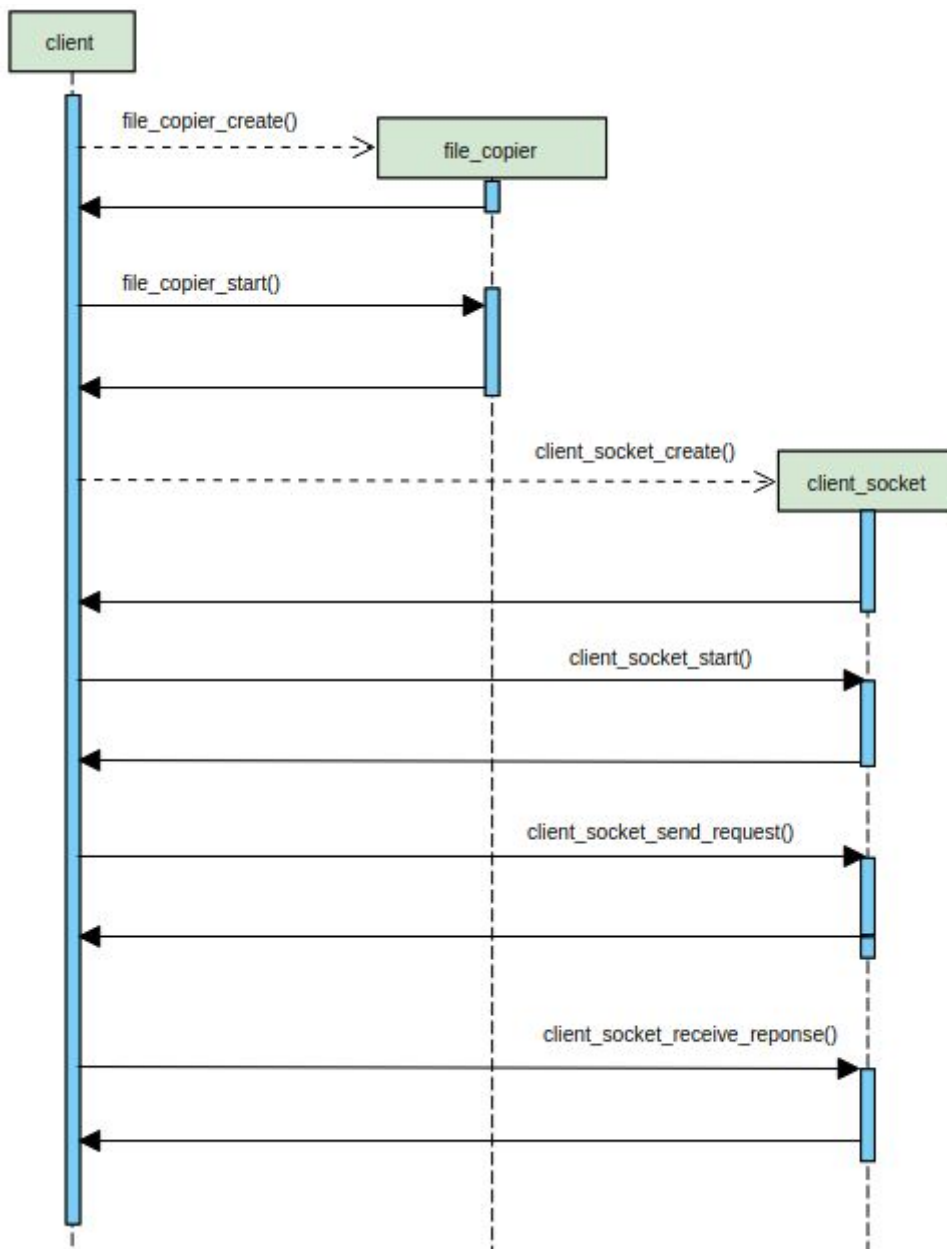 client
file_copier_create()
file_copier
file_copier_start()
client_socket_create()
client_socket
client_socket_start()
client_socket_send_request()
client_socket_receive_reponse()